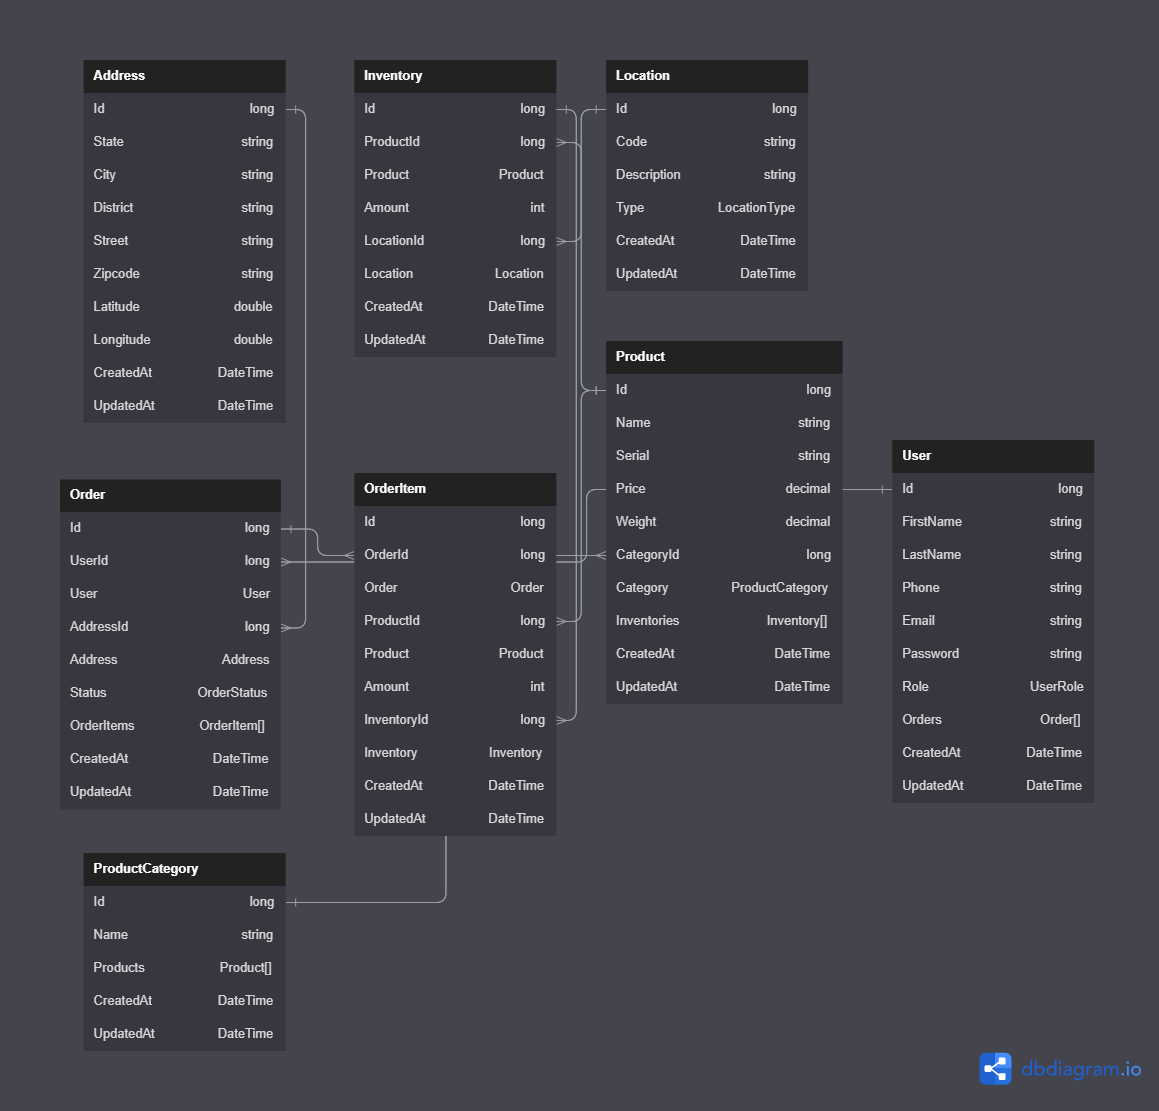 Address
Id long
State string
City string
District string
Street string
Zipcode string
Latitude double
Longitude double
CreatedAt DateTime
UpdatedAt DateTime
Inventory
Id long
ProductId long
Product Product
Amount int
LocationId long
Location Location
CreatedAt DateTime
UpdatedAt DateTime
Location
Id long
Code string
Description string
Type LocationType
CreatedAt DateTime
UpdatedAt DateTime
Product
Id long
Name string
Serial string
Price decimal
Weight decimal
CategoryId long
Category ProductCategory
Inventories Inventory[]
CreatedAt DateTime
UpdatedAt DateTime
User
Id long
FirstName string
LastName string
Phone string
Email string
Password string
Role UserRole
Orders Order[]
CreatedAt DateTime
UpdatedAt DateTime
Order
Id long
UserId long
User User
AddressId long
Address Address
Status OrderStatus
OrderItems OrderItem[]
CreatedAt DateTime
UpdatedAt DateTime
OrderItem
Id long
OrderId long
Order Order
ProductId long
Product Product
Amount int
InventoryId long
Inventory Inventory
CreatedAt DateTime
UpdatedAt DateTime
ProductCategory
Id long
Name string
Products Product[]
CreatedAt DateTime
UpdatedAt DateTime
dbdiagram.io